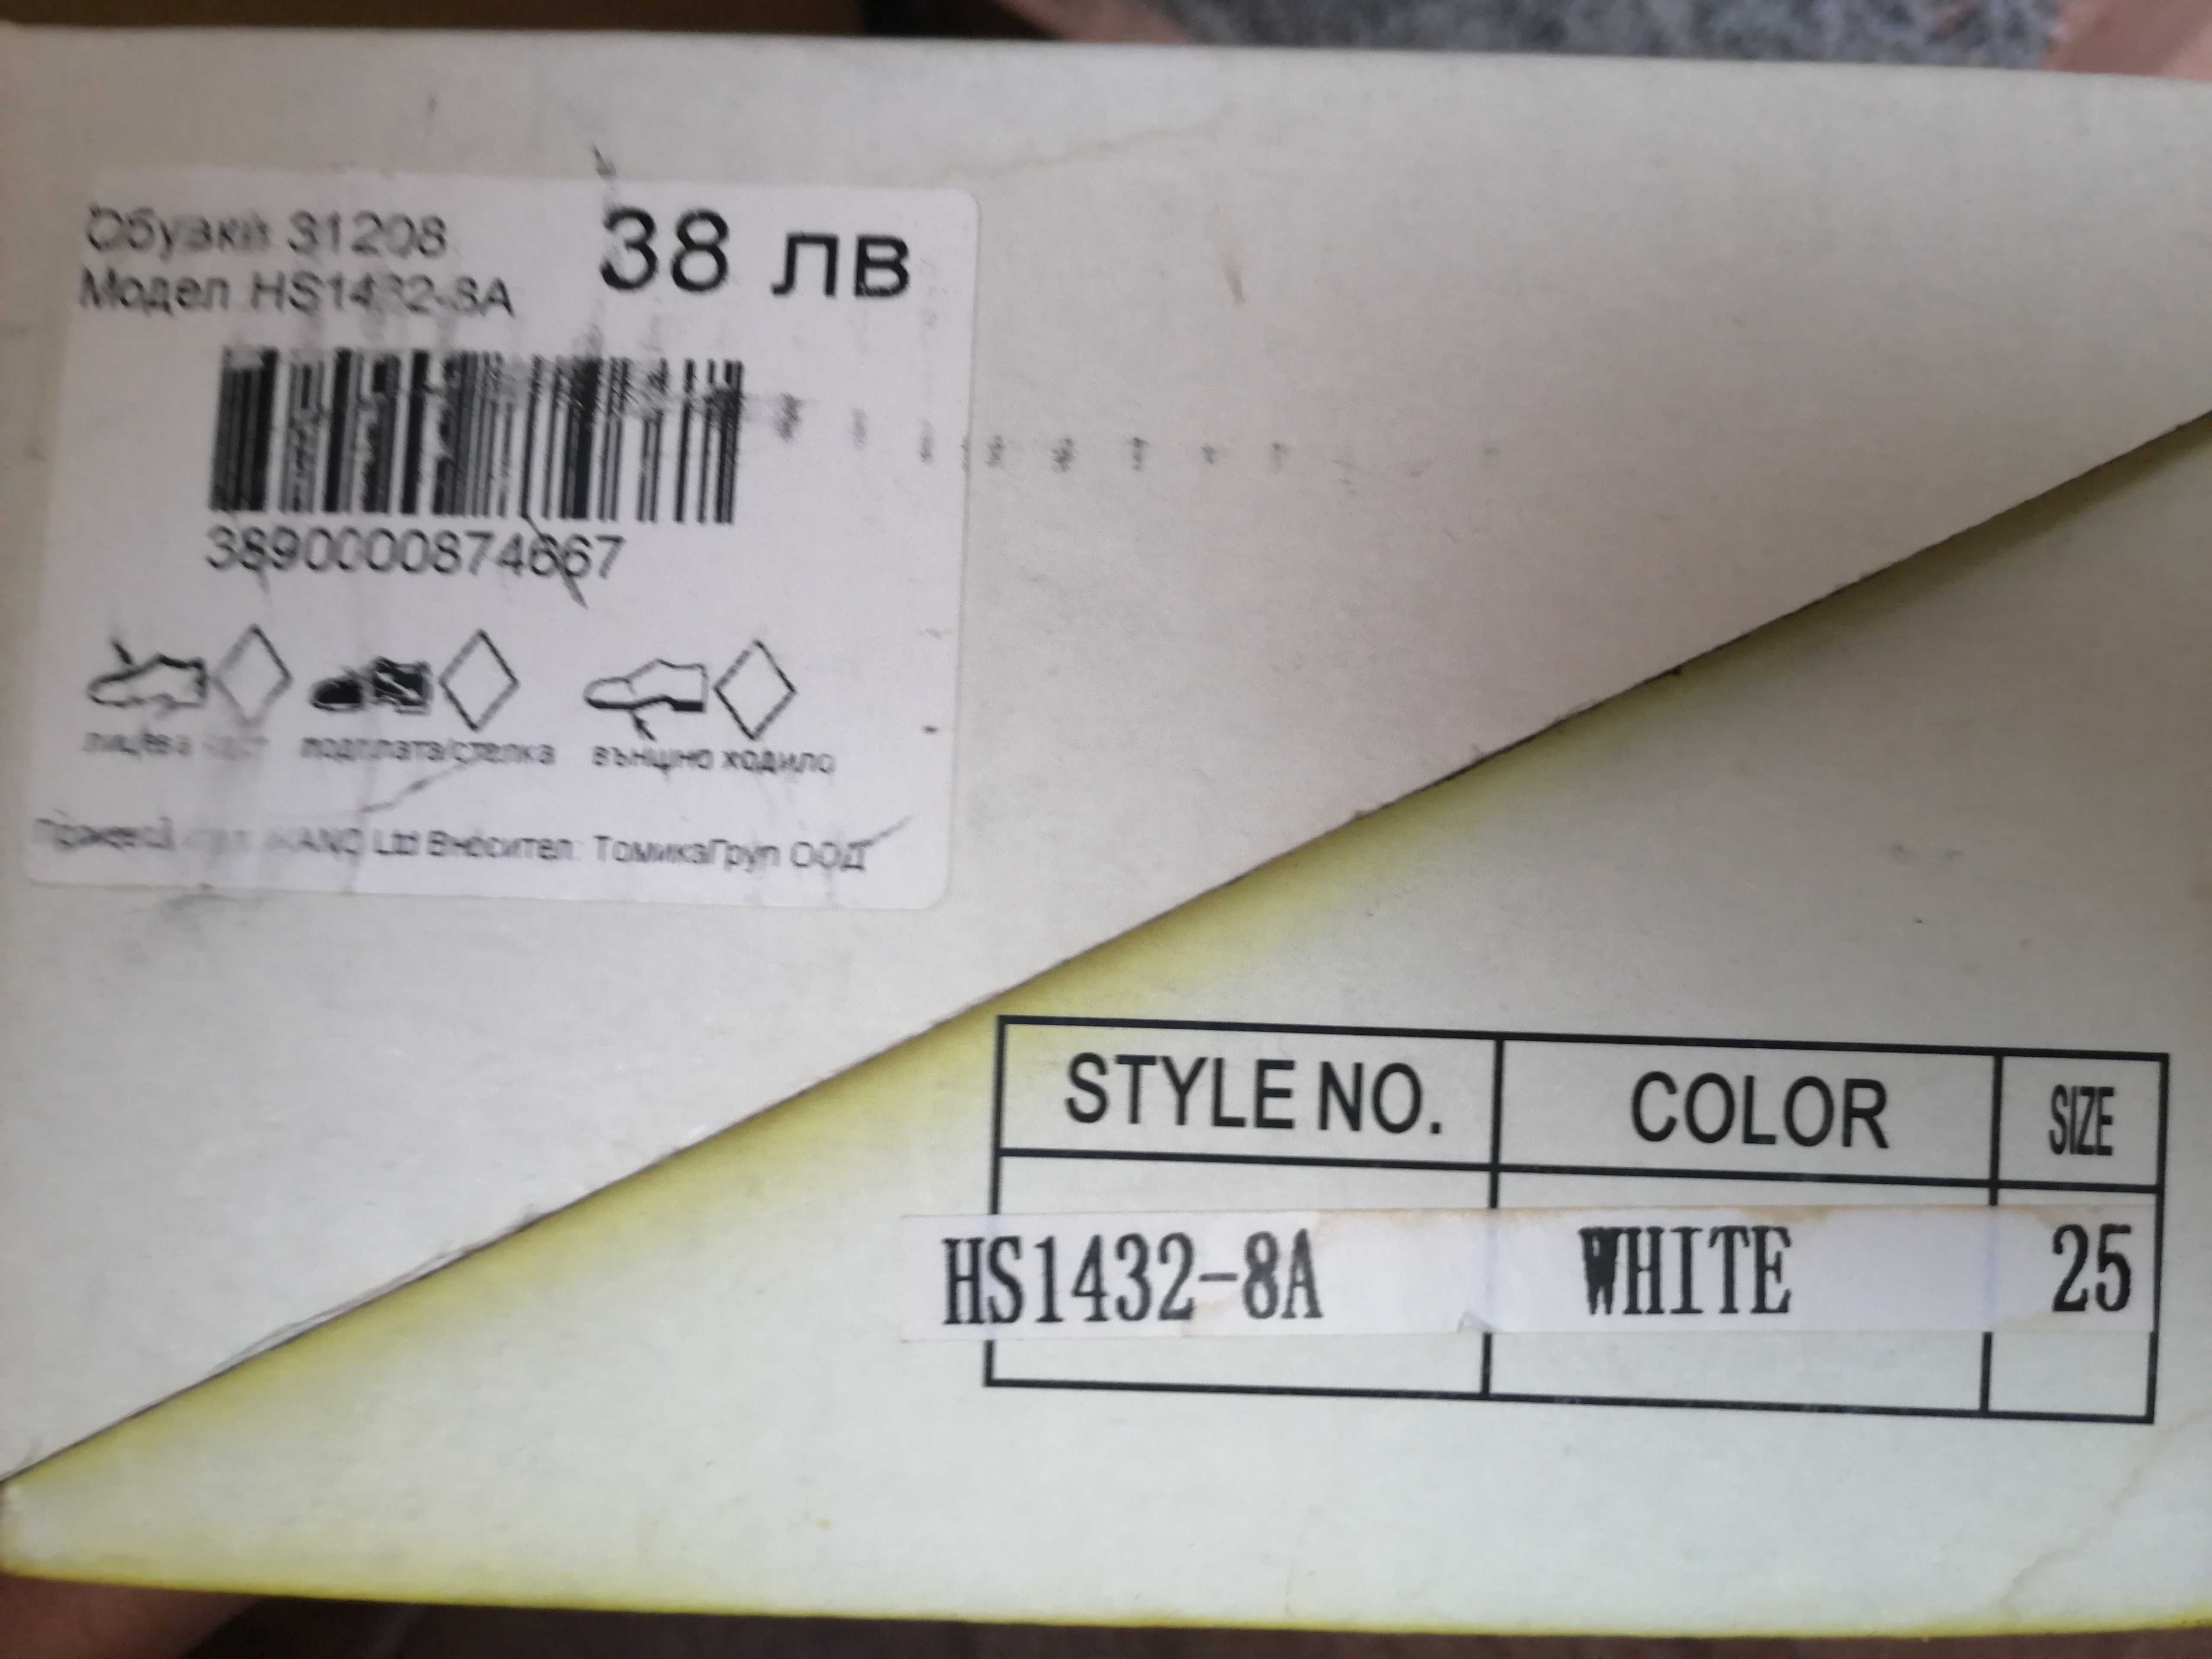 Обувки 31208
38 лв
Модел HS1432-8A
3890000874667
подплата/стелка
външно ходило
Ltd Вносител: ТомикаГруп ООД
STYLE NO. COLOR SIZE
HS1432-8A WHITE 25